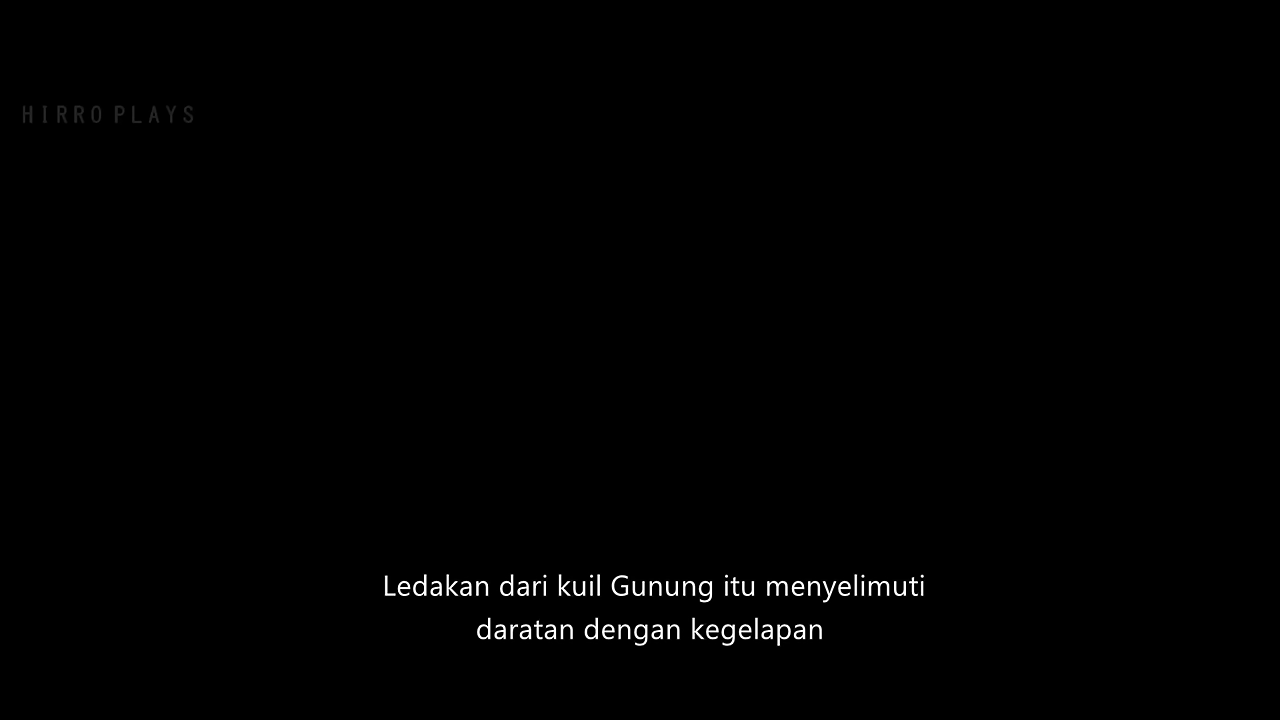 HIRRO PLAYS
Ledakan dari kuil Gunung itu menyelimuti
daratan dengan kegelapan